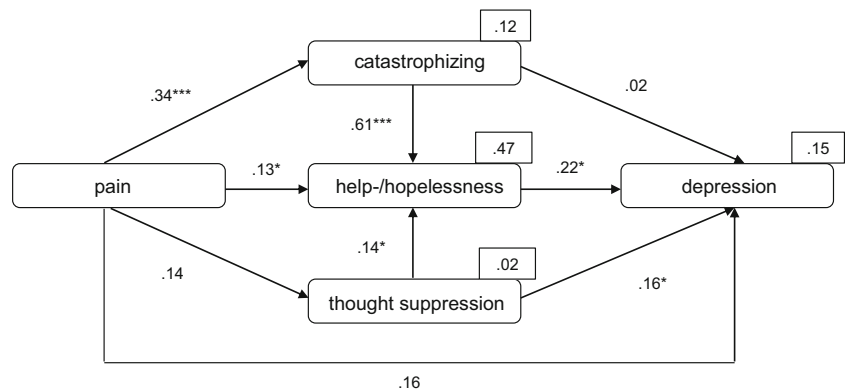 .12
catastrophizing
.34***
.02
.61***
.47
.15
pain
.13*
help-/hopelessness
.22*
depression
.14*
.02
.14
thought suppression
.16*
.16